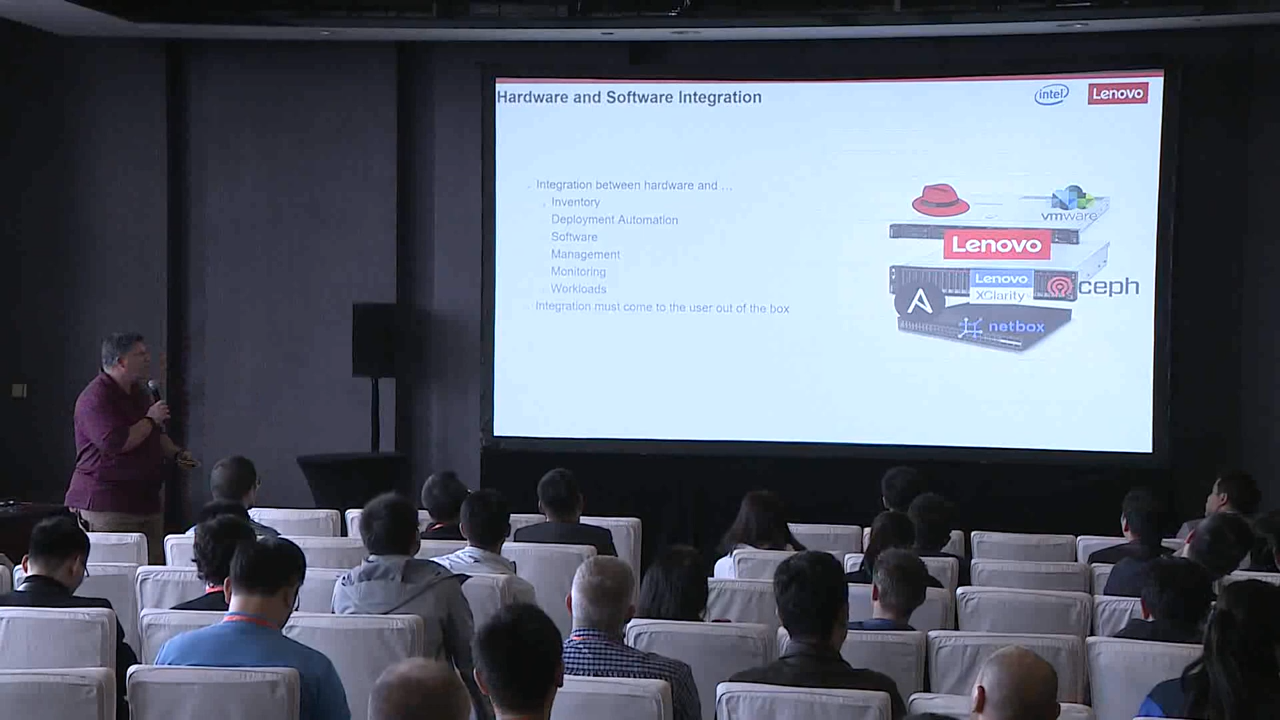 Hardware and Software Integration
intel
Lenovo
Integration between hardware and ...
Inventory
Deployment Automation
Software
Management
Monitoring
Workloads
Integration must come to the user out of the box
vmware
Lenovo
Lenovo
XClarity
ceph
netbox